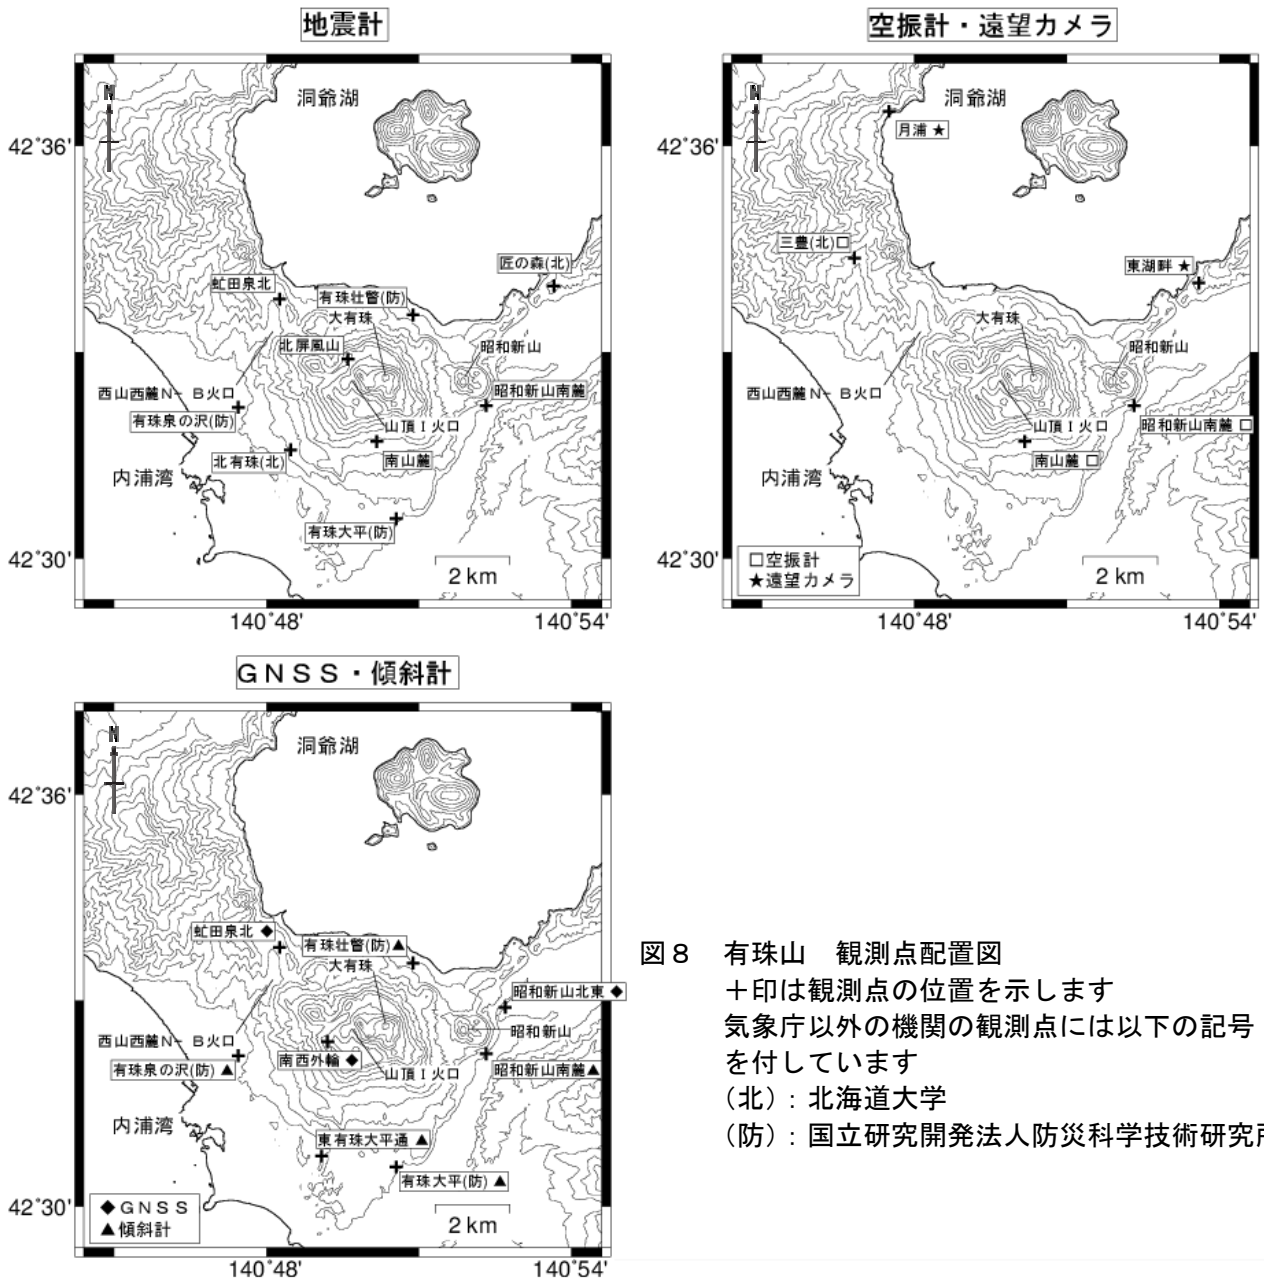 地震計
N
洞爺湖
42°36'
匠の森(北)
虻田泉北
有珠壮瞥(防)
大有珠
北屏風山
昭和新山
西山西麓N-B火口
昭和新山南麓
有珠泉の沢(防)
山頂I火口
北有珠(北)
南山麓
内浦湾
有珠大平(防)
42°30'
2 km
140°48'
140°54'
空振計・遠望カメラ
N
洞爺湖
月浦 ★
42°36'
三豊(北)□
東湖畔 ★
大有珠
昭和新山
西山西麓N-B火口
山頂I火口
昭和新山南麓 □
南山麓 □
内浦湾
□空振計
★遠望カメラ
42°30'
2 km
140°48'
140°54'
GNSS・傾斜計
N
洞爺湖
42°36'
虻田泉北 ◆
有珠壮瞥(防)▲
大有珠
昭和新山北東 ◆
昭和新山
西山西麓N-B火口
南西外輪 ◆
有珠泉の沢(防) ▲
山頂I火口
昭和新山南麓▲
内浦湾
東有珠大平通 ▲
有珠大平(防) ▲
◆GNSS
▲傾斜計
42°30'
2 km
140°48'
140°54'
図8 有珠山 観測点配置図
+印は観測点の位置を示します
気象庁以外の機関の観測点には以下の記号
を付しています
(北):北海道大学
(防):国立研究開発法人防災科学技術研究